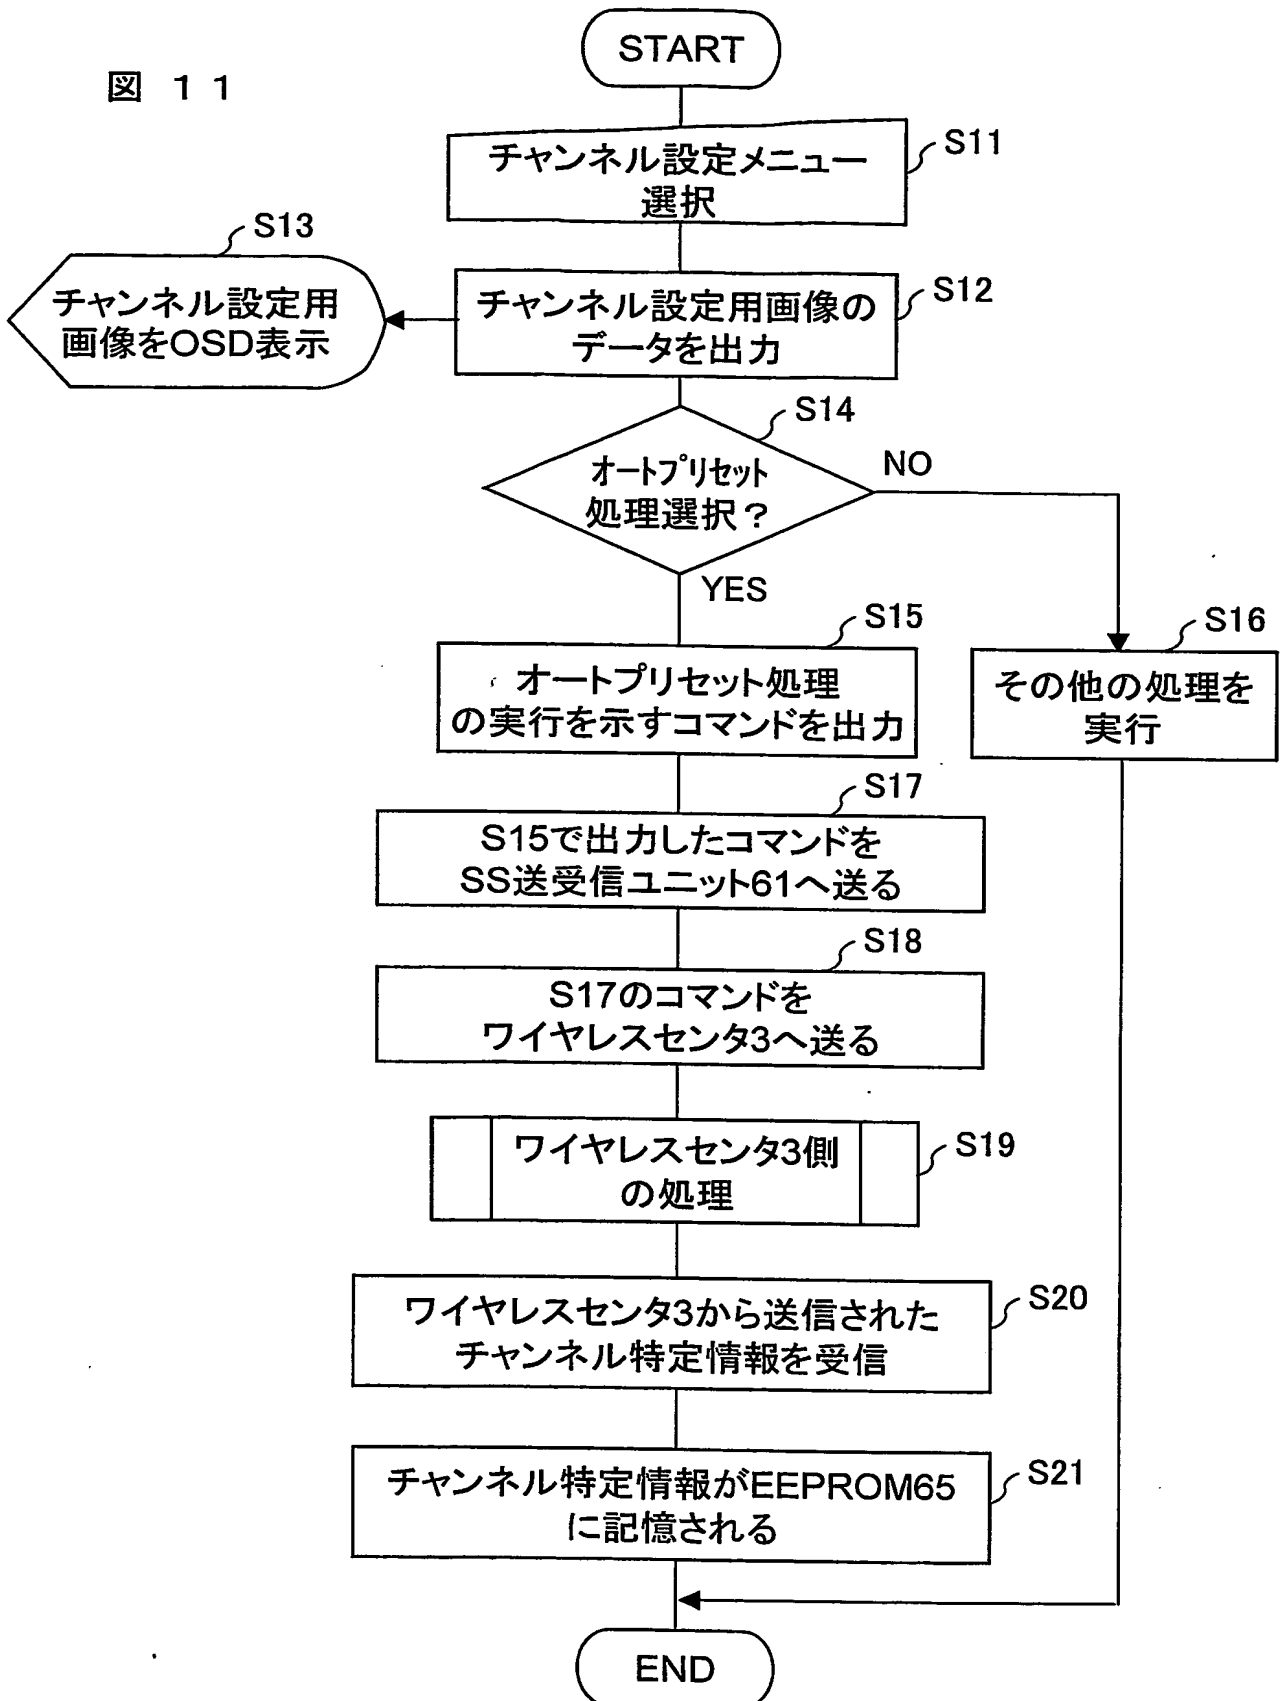 図 11
START
S11
チャンネル設定メニュー
選択
S13
チャンネル設定用
画像をOSD表示
S12
チャンネル設定用画像の
データを出力
S14
オートプリセット
処理選択?
NO
YES
S15
オートプリセット処理
の実行を示すコマンドを出力
S16
その他の処理を
実行
S17
S15で出力したコマンドを
SS送受信ユニット61へ送る
S18
S17のコマンドを
ワイヤレスセンタ3へ送る
S19
ワイヤレスセンタ3側
の処理
S20
ワイヤレスセンタ3から送信された
チャンネル特定情報を受信
S21
チャンネル特定情報がEEPROM65
に記憶される
END